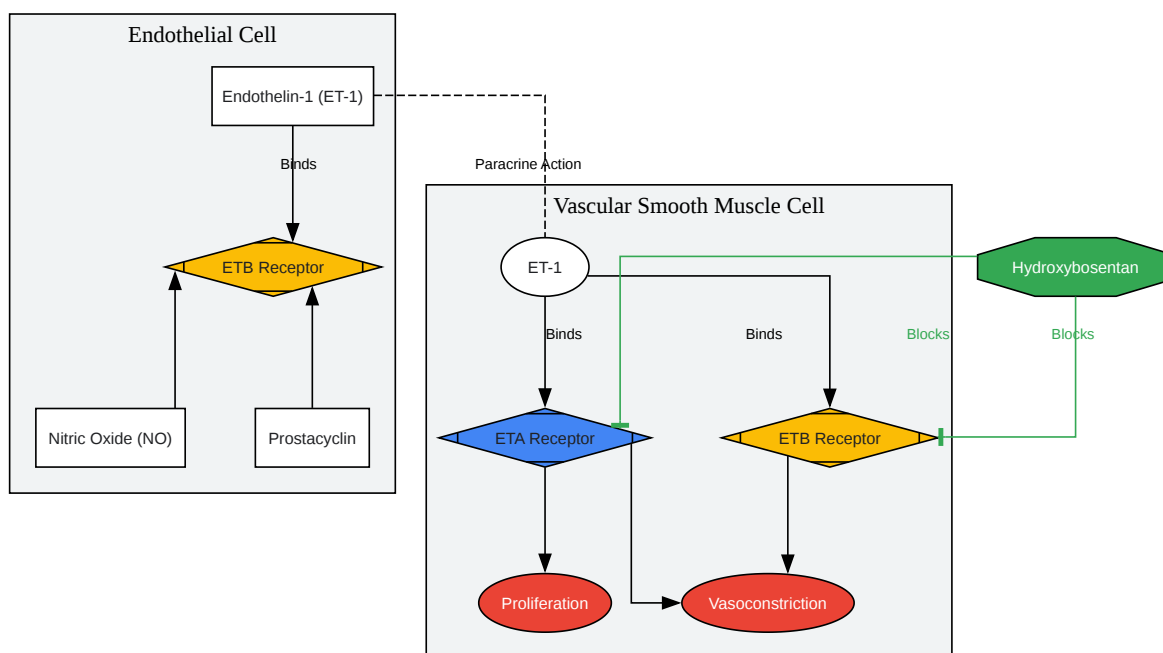 Endothelial Cell
Endothelin-1 (ET-1)
Binds
Paracrine Action
ETB Receptor
Nitric Oxide (NO)
Prostacyclin
Vascular Smooth Muscle Cell
ET-1
Hydroxybosentan
Binds
Binds
Blocks
Blocks
ETA Receptor
ETB Receptor
Proliferation
Vasoconstriction